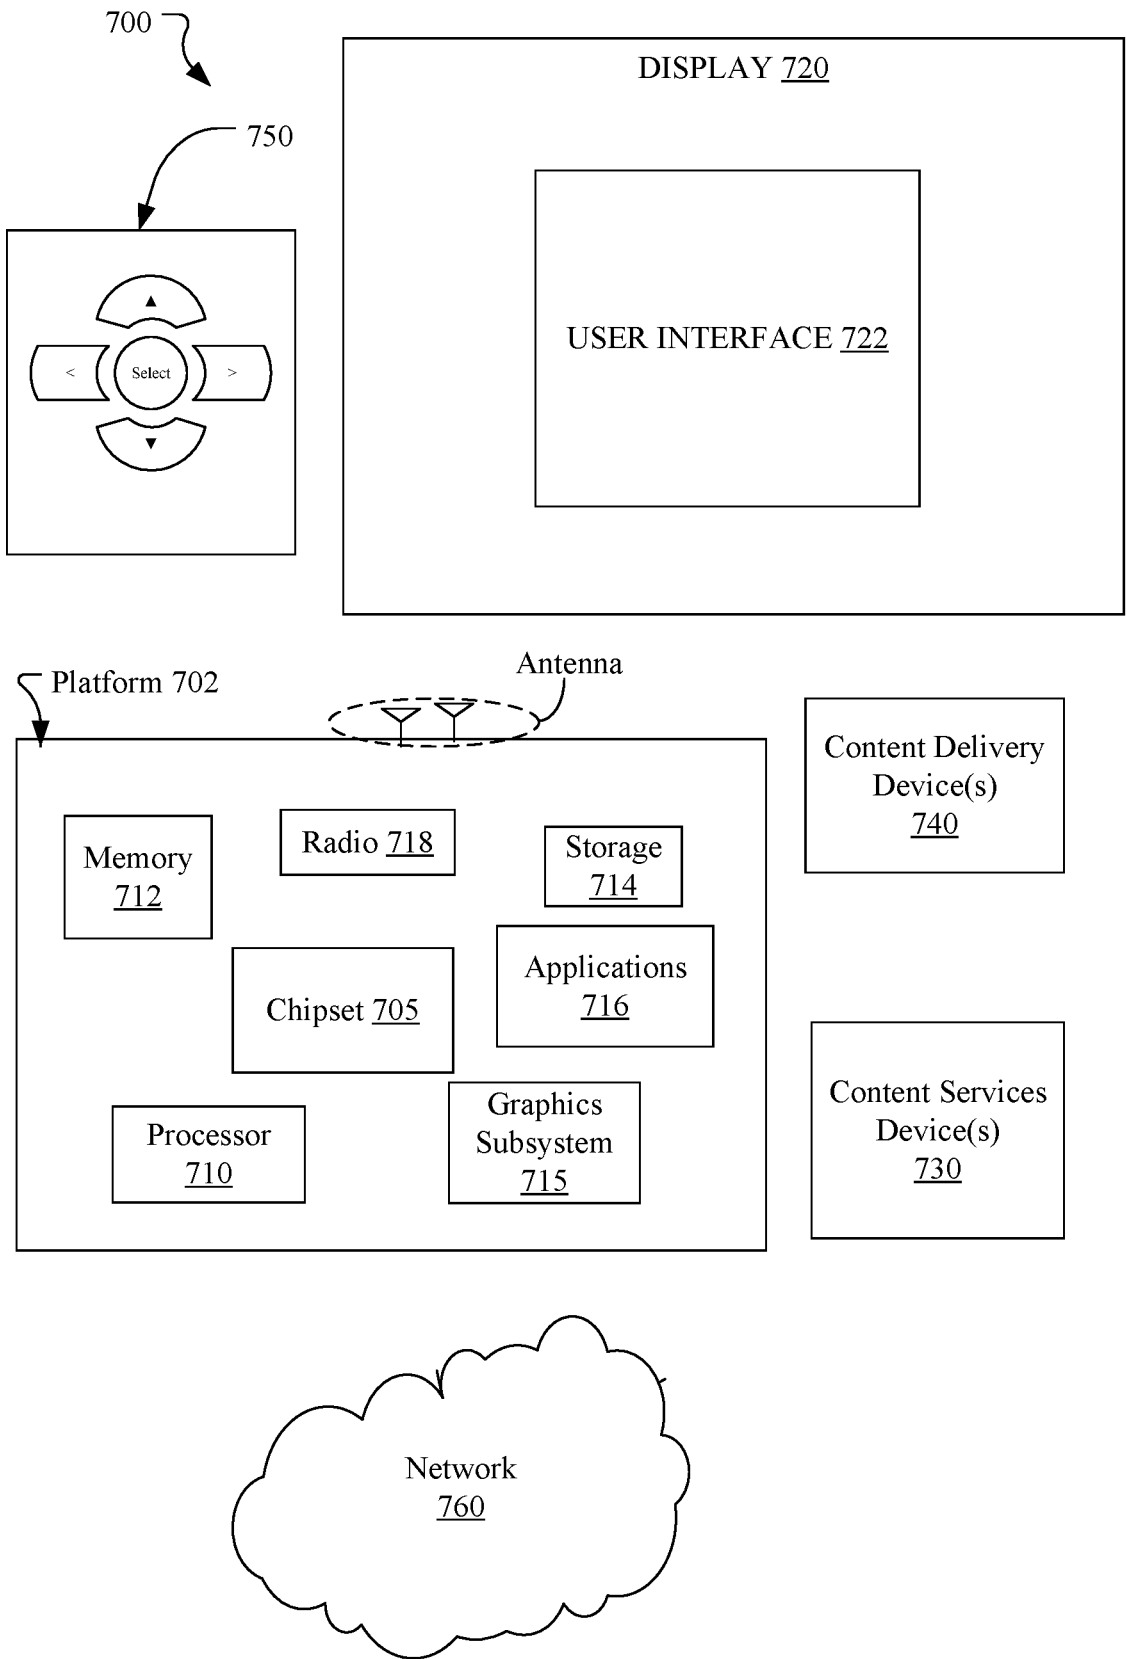 700
DISPLAY 720
750
USER INTERFACE 722
▲
< Select >
▼
Antenna
Platform 702
Content Delivery
Device(s)
740
Radio 718
Storage
714
Memory
712
Applications
716
Chipset 705
Graphics
Subsystem
715
Processor
710
Content Services
Device(s)
730
Network
760